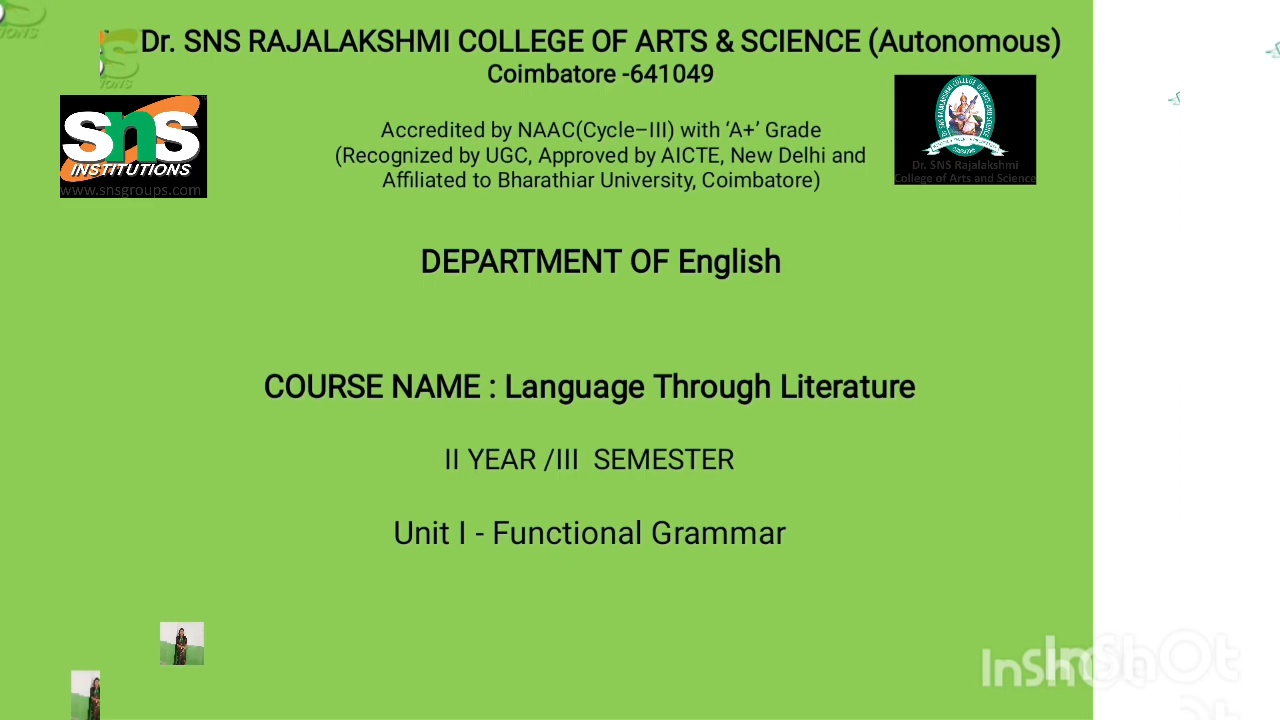 Dr. SNS RAJALAKSHMI COLLEGE OF ARTS & SCIENCE (Autonomous)
Coimbatore -641049
Accredited by NAAC(Cycle–III) with ‘A+’ Grade
(Recognized by UGC, Approved by AICTE, New Delhi and
Affiliated to Bharathiar University, Coimbatore)
sns
INSTITUTIONS
www.snsgroups.com
Dr. SNS Rajalakshmi
College of Arts and Science
DEPARTMENT OF English
COURSE NAME : Language Through Literature
II YEAR /III SEMESTER
Unit I - Functional Grammar
InShOt